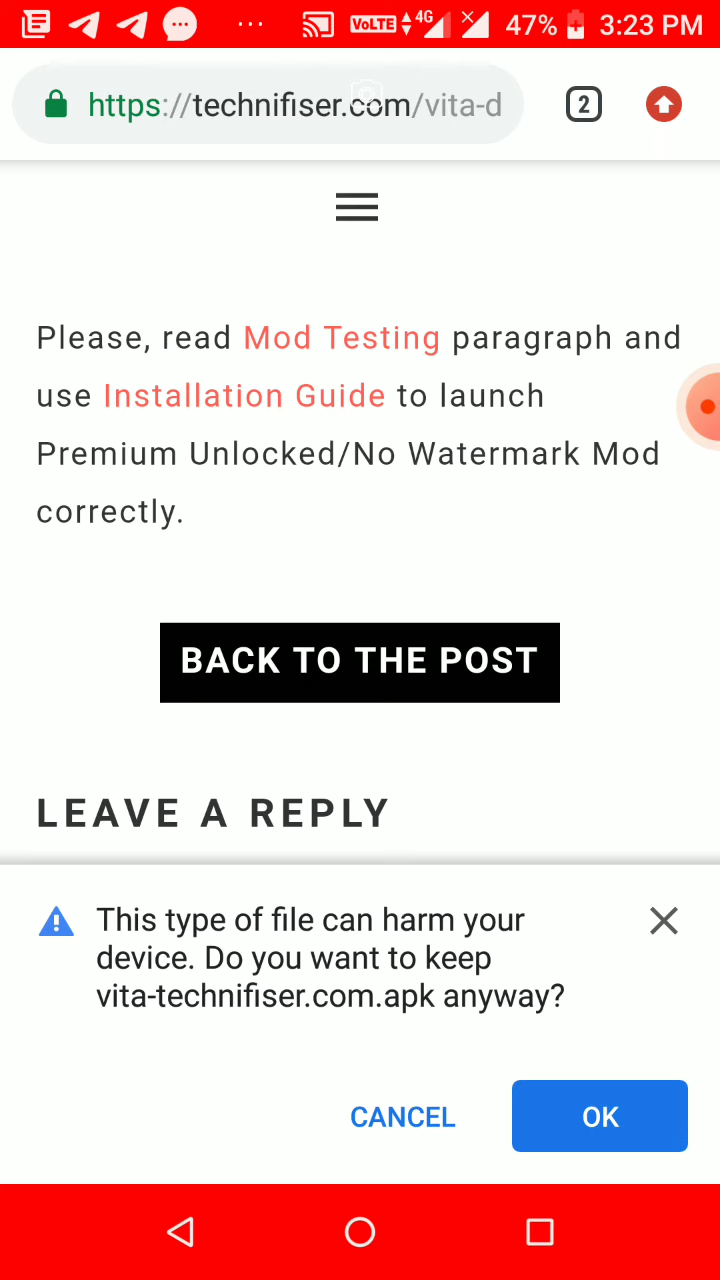 VoLTE 4G 47% 3:23 PM
https://technifiser.com/vita-d
2
Please, read Mod Testing paragraph and
use Installation Guide to launch
Premium Unlocked/No Watermark Mod
correctly.
BACK TO THE POST
LEAVE A REPLY
This type of file can harm your
device. Do you want to keep
vita-technifiser.com.apk anyway?
CANCEL
OK